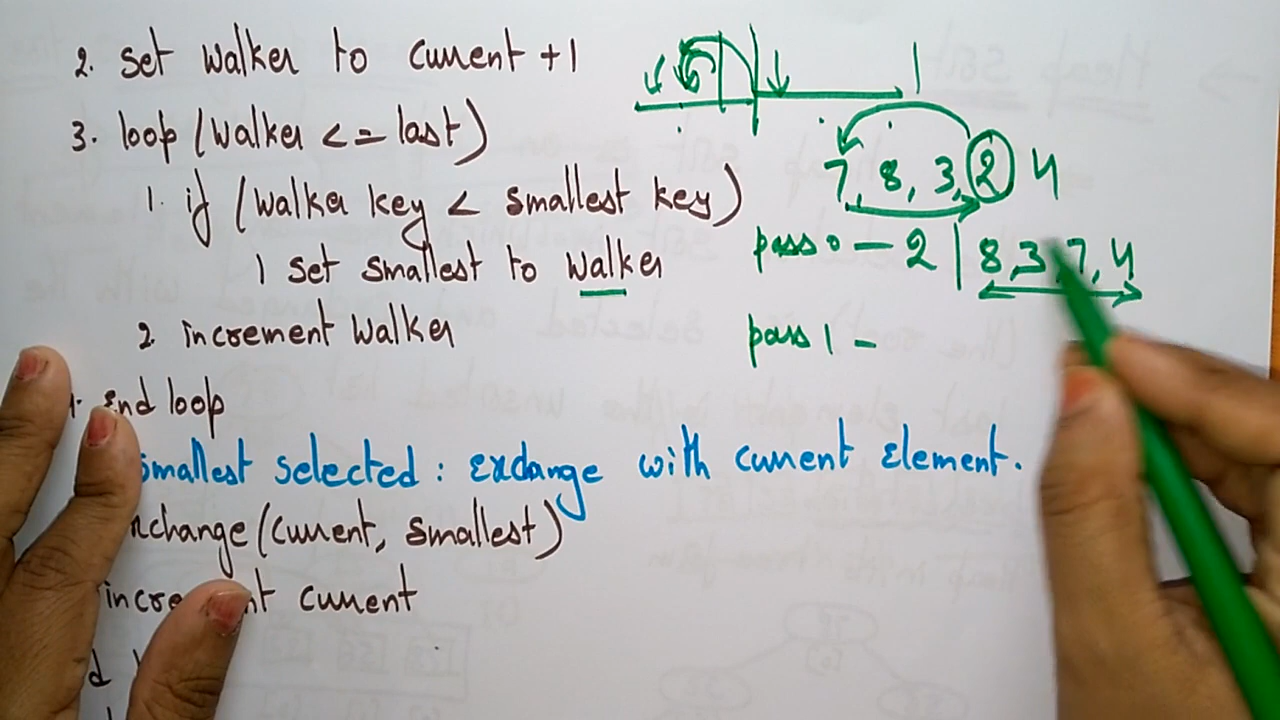 2. set walker to current +1
3. loop (walker <= last)
1. if (walker key < smallest key)
1 set smallest to walker
2. increment walker
end loop
smallest selected : exchange with current element.
change (current, smallest)
increment current
7, 8, 3, 2 4
pass 0 — 2 | 8, 3, 7, 4
pass 1 -